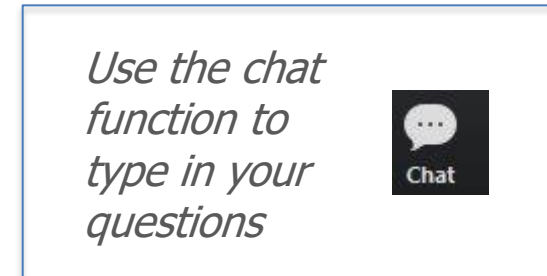 Use the chat
function to
type in your
questions
Chat